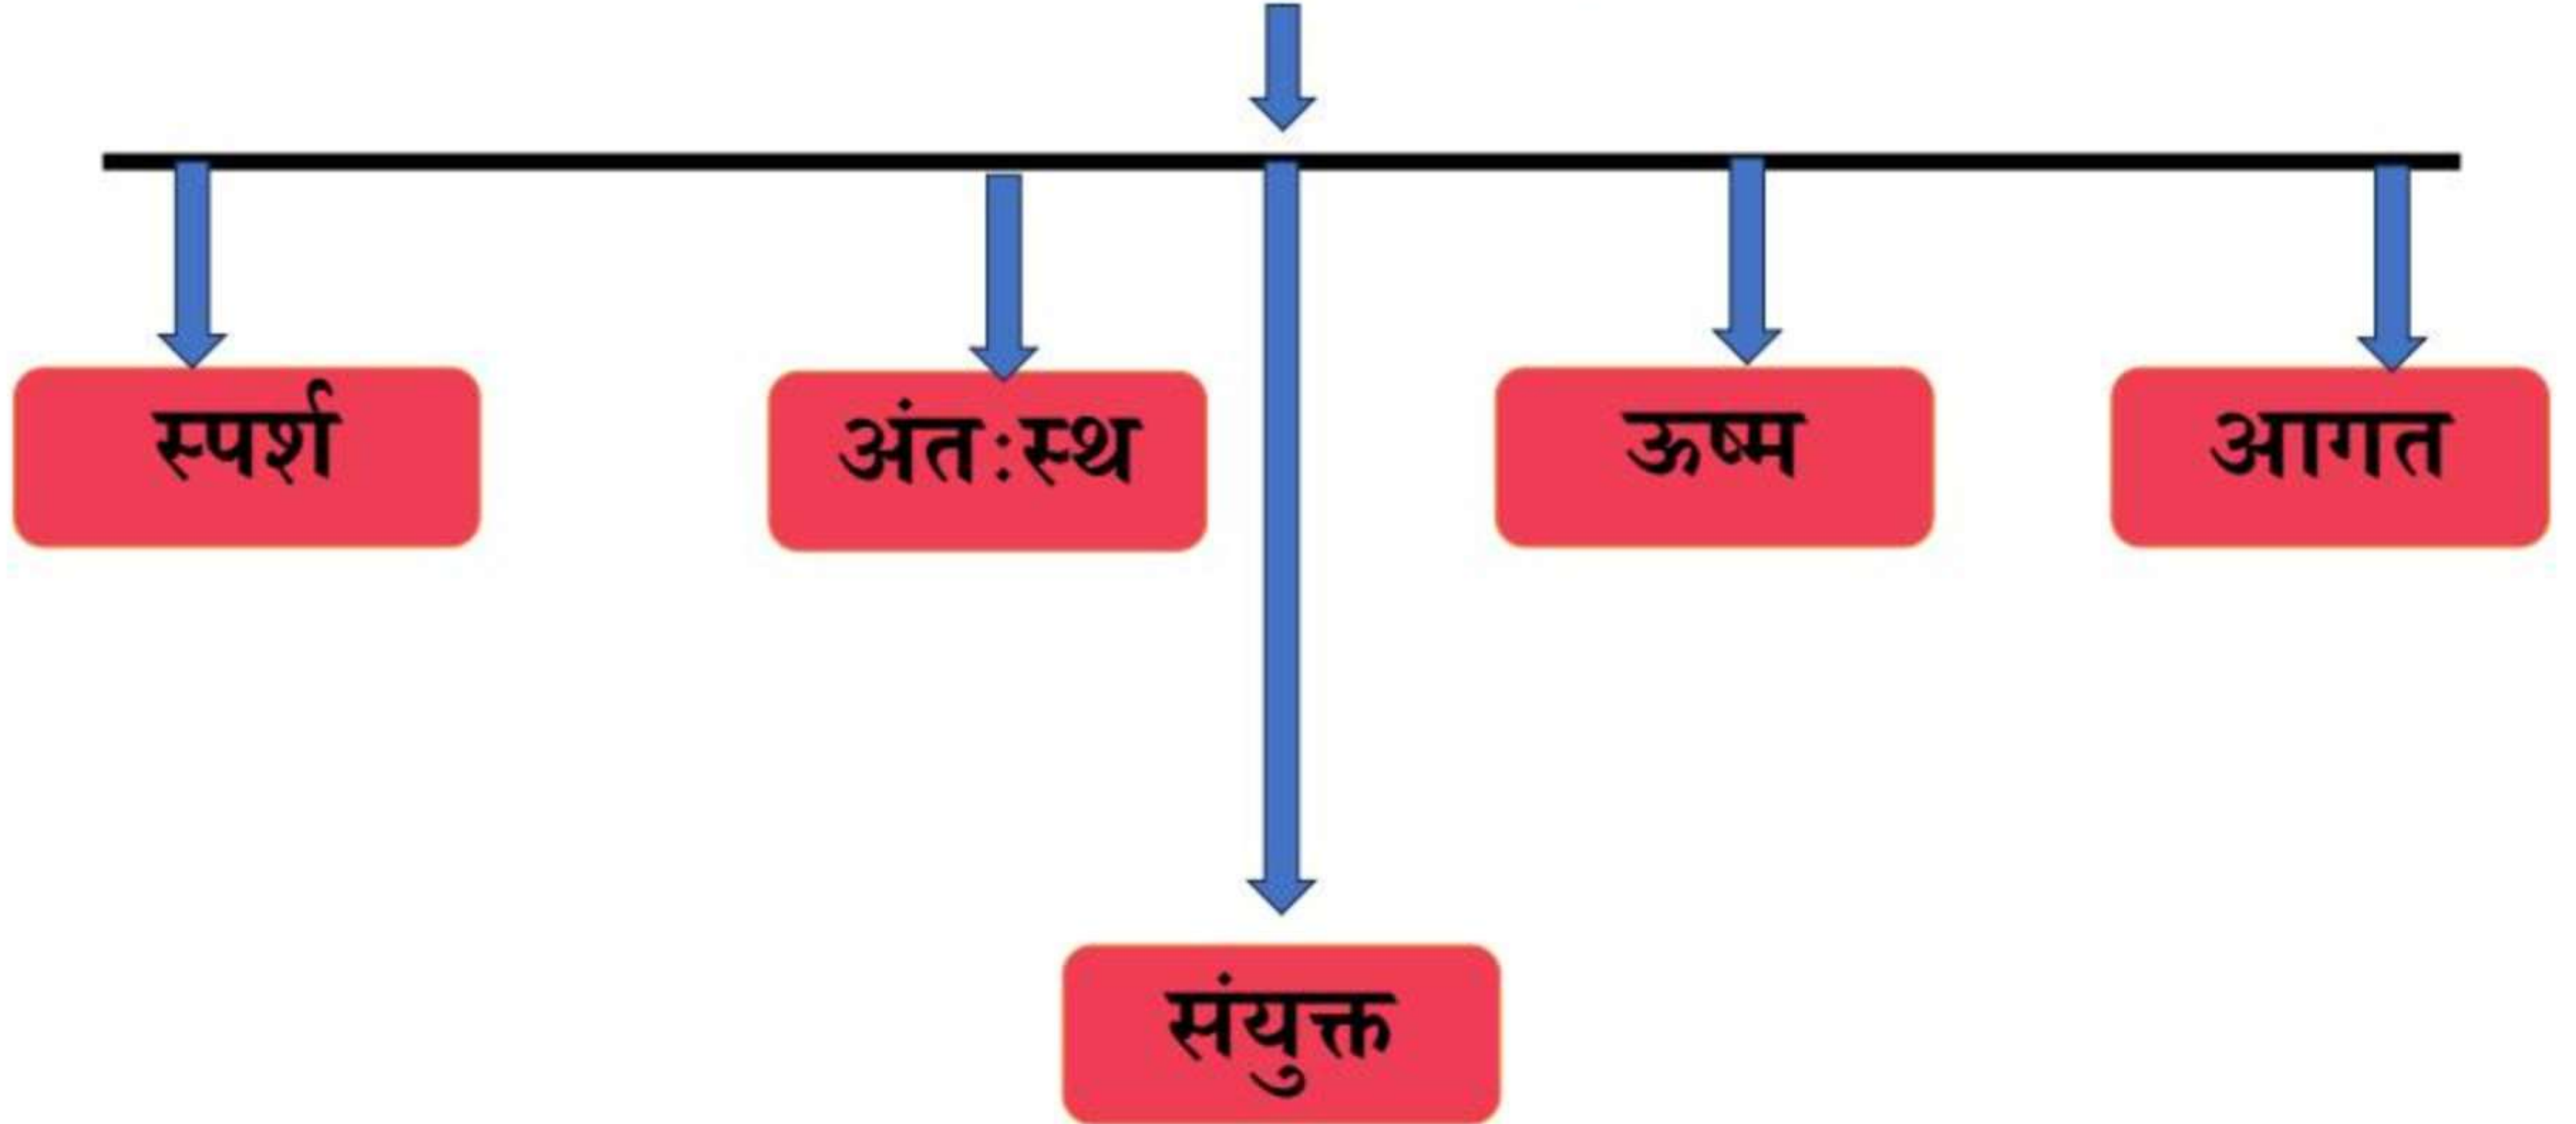 स्पर्श
अंत:स्थ
ऊष्म
आगत
संयुक्त